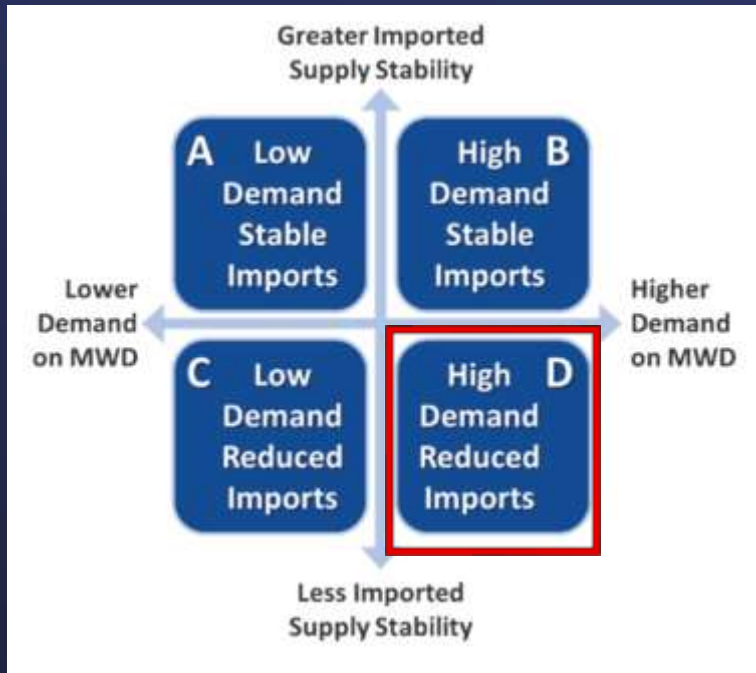 Greater Imported
Supply Stability
A Low
Demand
Stable
Imports
High B
Demand
Stable
Imports
Lower
Demand
on MWD
Higher
Demand
on MWD
C Low
Demand
Reduced
Imports
High D
Demand
Reduced
Imports
Less Imported
Supply Stability